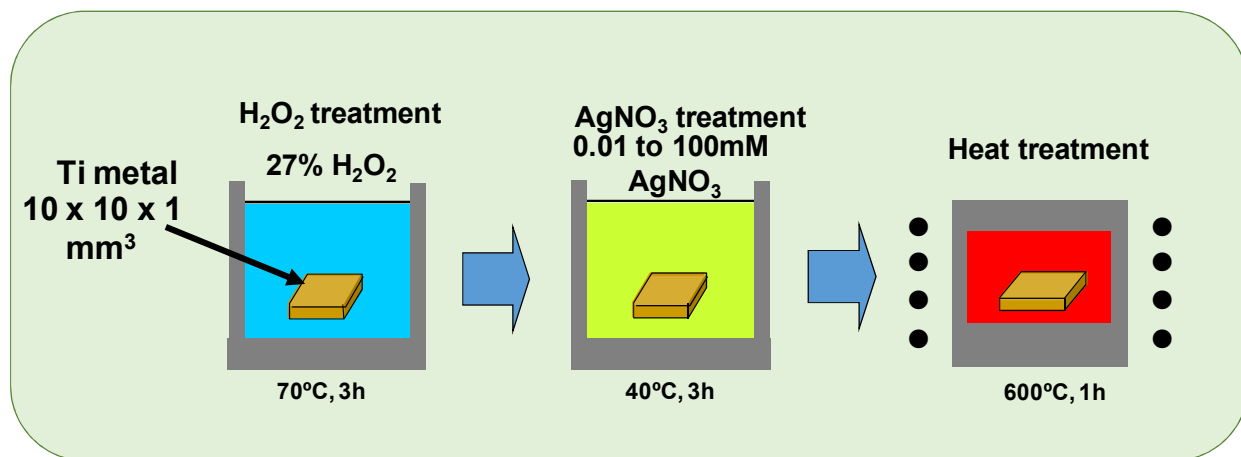 Ti metal
10 x 10 x 1
mm³
H₂O₂ treatment
27% H₂O₂
70ºC, 3h
AgNO₃ treatment
0.01 to 100mM
AgNO₃
40ºC, 3h
Heat treatment
600ºC, 1h